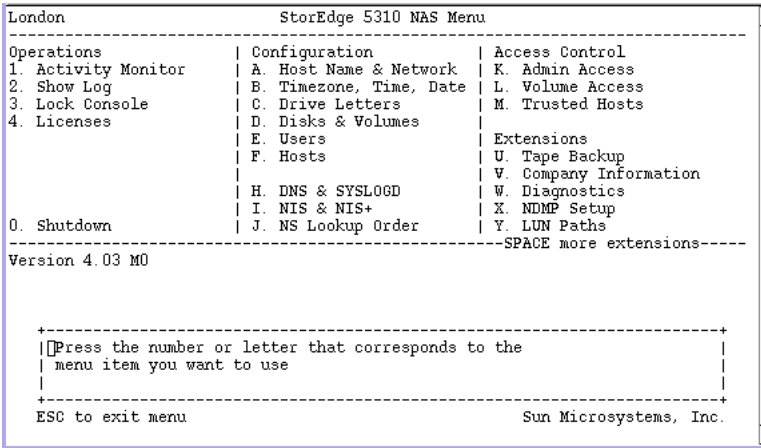 London                          StorEdge 5310 NAS Menu
--------------------------------------------------------------------------------
Operations              | Configuration            | Access Control
1. Activity Monitor     | A. Host Name & Network   | K. Admin Access
2. Show Log             | B. Timezone, Time, Date  | L. Volume Access
3. Lock Console         | C. Drive Letters         | M. Trusted Hosts
4. Licenses             | D. Disks & Volumes       |
                        | E. Users                 | Extensions
                        | F. Hosts                 | U. Tape Backup
                        |                          | V. Company Information
                        | H. DNS & SYSLOGD         | W. Diagnostics
                        | I. NIS & NIS+            | X. NDMP Setup
0. Shutdown             | J. NS Lookup Order       | Y. LUN Paths
------------------------------------------------------SPACE more extensions-----
Version 4.03 M0
+-------------------------------------------------------------------------+
| Press the number or letter that corresponds to the                      |
| menu item you want to use                                               |
|                                                                         |
+-------------------------------------------------------------------------+
ESC to exit menu                                     Sun Microsystems, Inc.